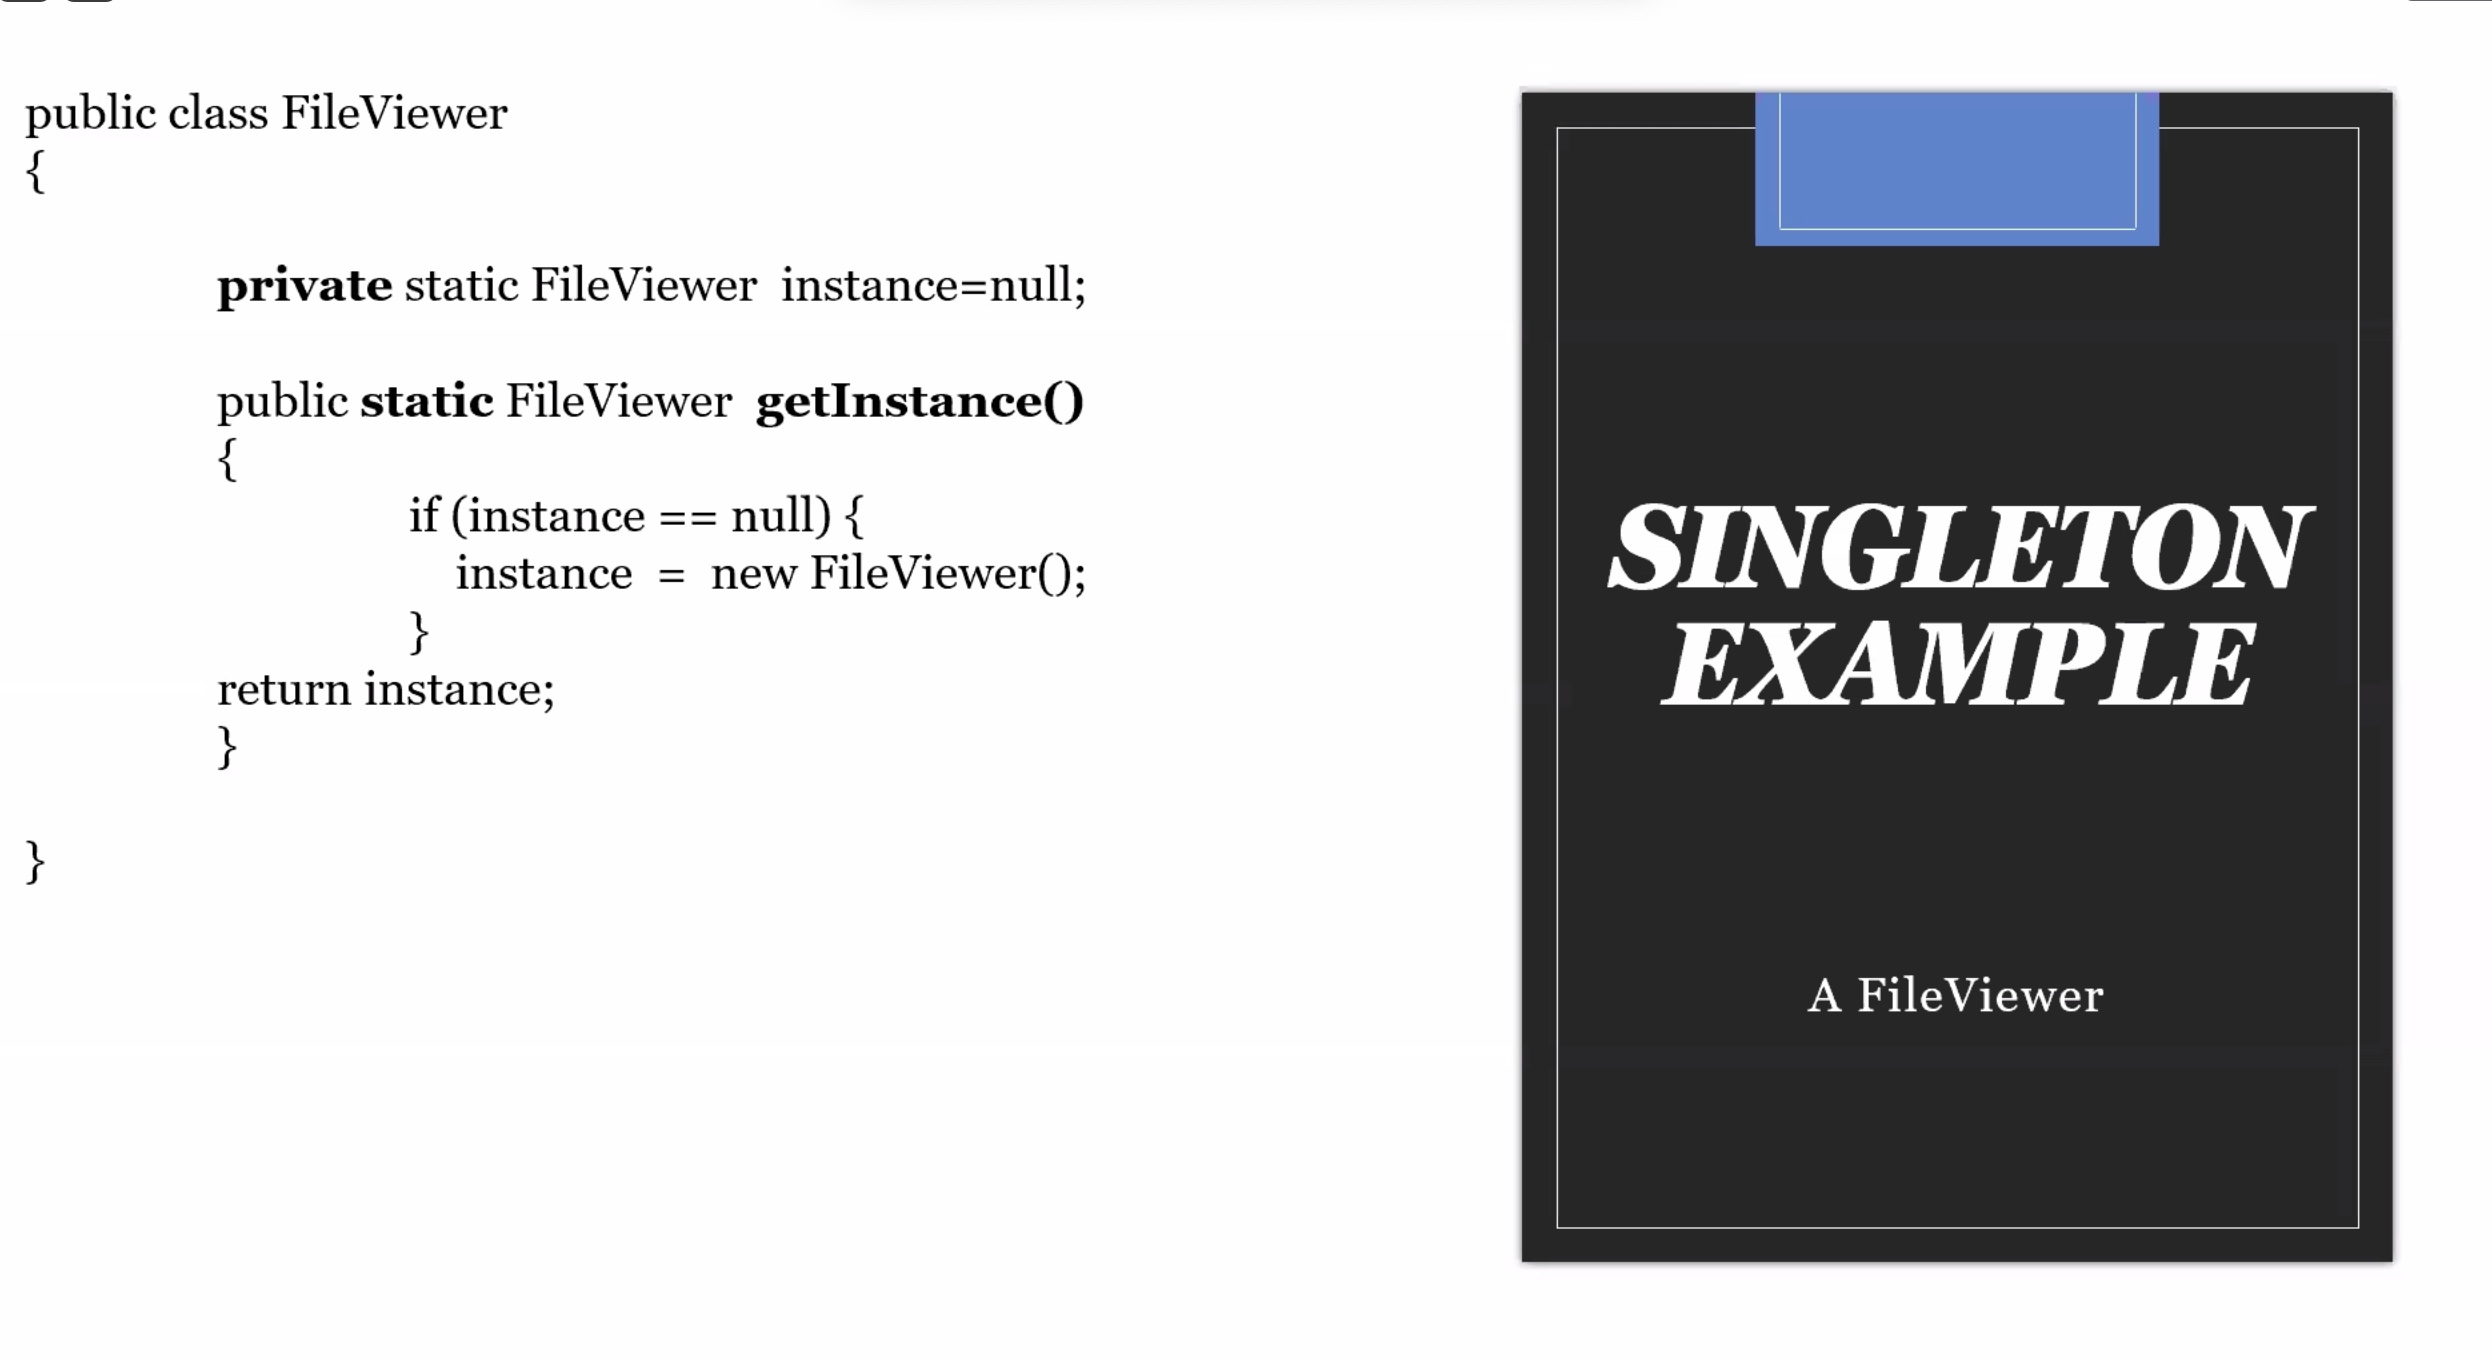 public class FileViewer
{
private static FileViewer instance=null;
public static FileViewer getInstance()
{
if (instance == null) {
instance = new FileViewer();
}
return instance;
}
}
SINGLETON
EXAMPLE
A FileViewer